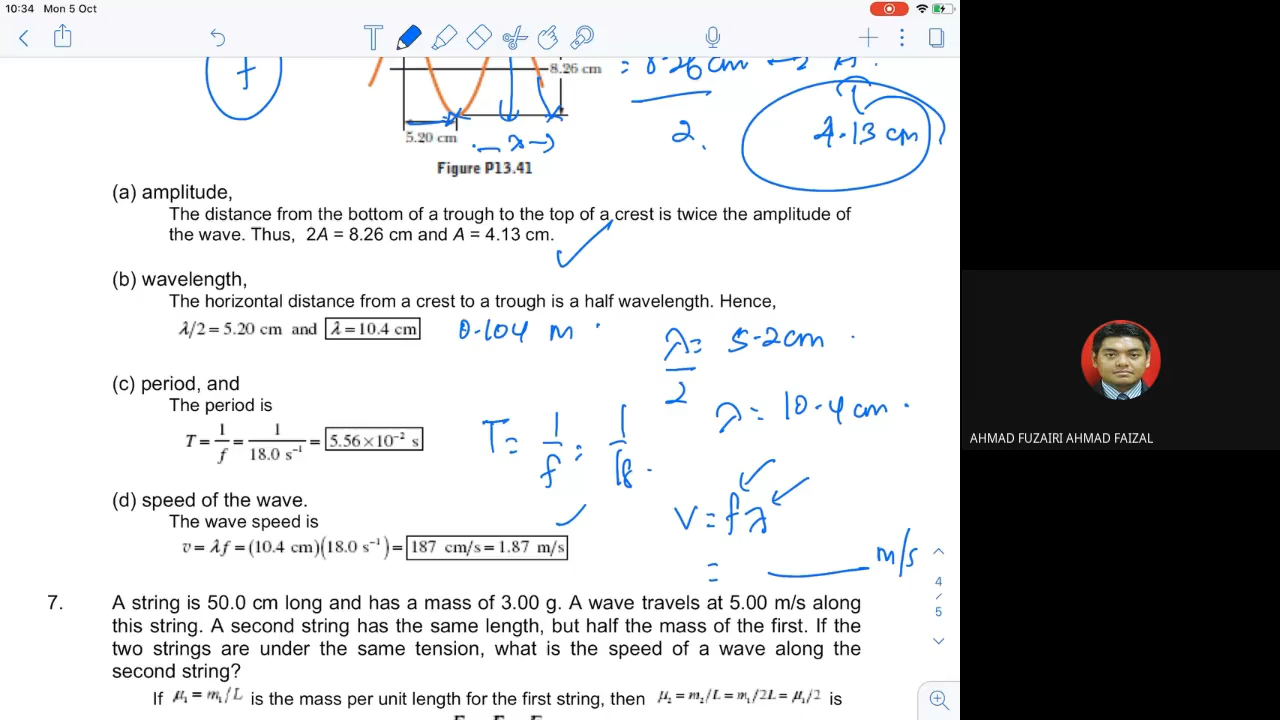 10:34 Mon 5 Oct
f
8.26 cm
= 8.26 cm
2.
4.13 cm
5.20 cm
λ
Figure P13.41
(a) amplitude,
The distance from the bottom of a trough to the top of a crest is twice the amplitude of
the wave. Thus, 2A = 8.26 cm and A = 4.13 cm.
(b) wavelength,
The horizontal distance from a crest to a trough is a half wavelength. Hence,
λ/2 = 5.20 cm and λ = 10.4 cm
0.104 m
λ/2 = 5.2 cm
λ = 10.4 cm.
(c) period, and
The period is
T = 1/f = 1/18.0 s⁻¹ = 5.56×10⁻² s
T = 1/f = 1/18.
(d) speed of the wave.
The wave speed is
v = λf = (10.4 cm)(18.0 s⁻¹) = 187 cm/s = 1.87 m/s
V = fλ
= ____ m/s
7. A string is 50.0 cm long and has a mass of 3.00 g. A wave travels at 5.00 m/s along
this string. A second string has the same length, but half the mass of the first. If the
two strings are under the same tension, what is the speed of a wave along the
second string?
If μ₁ = m₁/L is the mass per unit length for the first string, then μ₂ = m₂/L = m₁/2L = μ₁/2 is
4
/
5
AHMAD FUZAIRI AHMAD FAIZAL